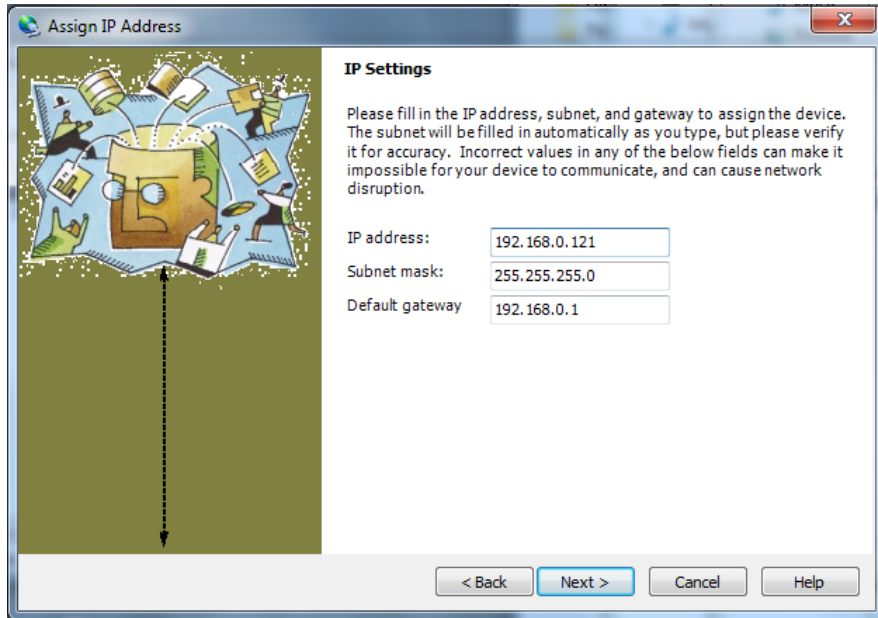 Assign IP Address
IP Settings
Please fill in the IP address, subnet, and gateway to assign the device.
The subnet will be filled in automatically as you type, but please verify
it for accuracy. Incorrect values in any of the below fields can make it
impossible for your device to communicate, and can cause network
disruption.
IP address: 192.168.0.121
Subnet mask: 255.255.255.0
Default gateway 192.168.0.1
< Back Next > Cancel Help